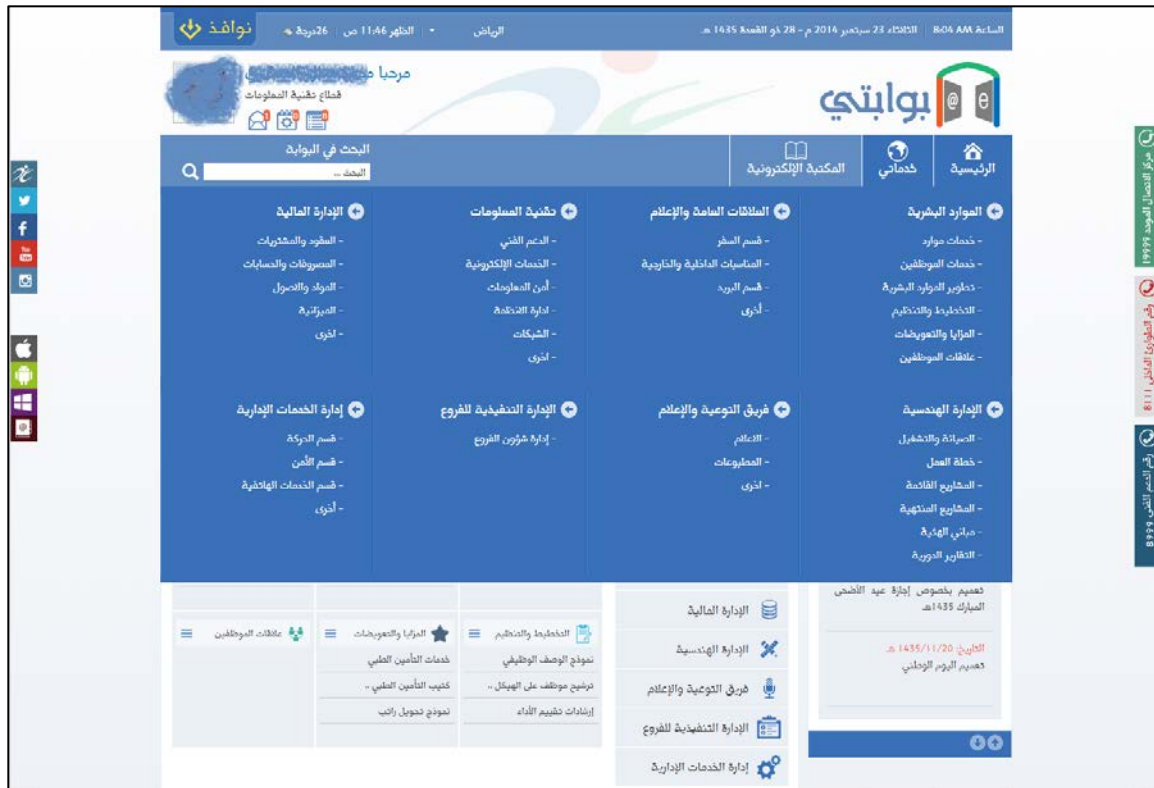 الساعة 8:04 AM الثلاثاء 23 سبتمبر 2014 م - 28 ذو القعدة 1435 هـ
الرياض
الظهر 11:46 ص 26درجة
نوافذ
بوابتي
@ e
مرحبا
قطاع تقنية المعلومات
الرئيسية
خدماتي
المكتبة الإلكترونية
البحث في البوابة
البحث ...
الموارد البشرية
- خدمات موارد
- خدمات الموظفين
- تطوير الموارد البشرية
- التخطيط والتنظيم
- المزايا والتعويضات
- علاقات الموظفين
العلاقات العامة والإعلام
- قسم السفر
- المناسبات الداخلية والخارجية
- قسم البريد
- أخرى
تقنية المعلومات
- الدعم الفني
- الخدمات الإلكترونية
- أمن المعلومات
- ادارة الانظمة
- الشبكات
- اخرى
الإدارة المالية
- العقود والمشتريات
- المصروفات والحسابات
- المواد والاصول
- الميزانية
- اخرى
الإدارة الهندسية
- الصيانة والتشغيل
- خطة العمل
- المشاريع القائمة
- المشاريع المنتهية
- مباني الهئية
- التقارير الدورية
فريق التوعية والإعلام
- الاعلام
- المطبوعات
- اخرى
الإدارة التنفيذية للفروع
- إدارة شؤون الفروع
إدارة الخدمات الإدارية
- قسم الحركة
- قسم الأمن
- قسم الخدمات الهاتفية
- أخرى
تعميم بخصوص إجازة عيد الأضحى
المبارك 1435هـ
التاريخ: 1435/11/20 هـ
تعميم اليوم الوطني
الإدارة المالية
الإدارة الهندسية
فريق التوعية والإعلام
الإدارة التنفيذية للفروع
إدارة الخدمات الإدارية
التخطيط والتنظيم
نموذج الوصف الوظيفي
ترشيح موظف على الهيكل ..
إرشادات تقييم الأداء
المزايا والتعويضات
خدمات التأمين الطبي
كتيب التأمين الطبي ..
نموذج تحويل راتب
علاقات الموظفين
مركز الاتصال الموحد 19999
رقم الطوارئ الداخلي 8111
رقم الدعم الفني 8999